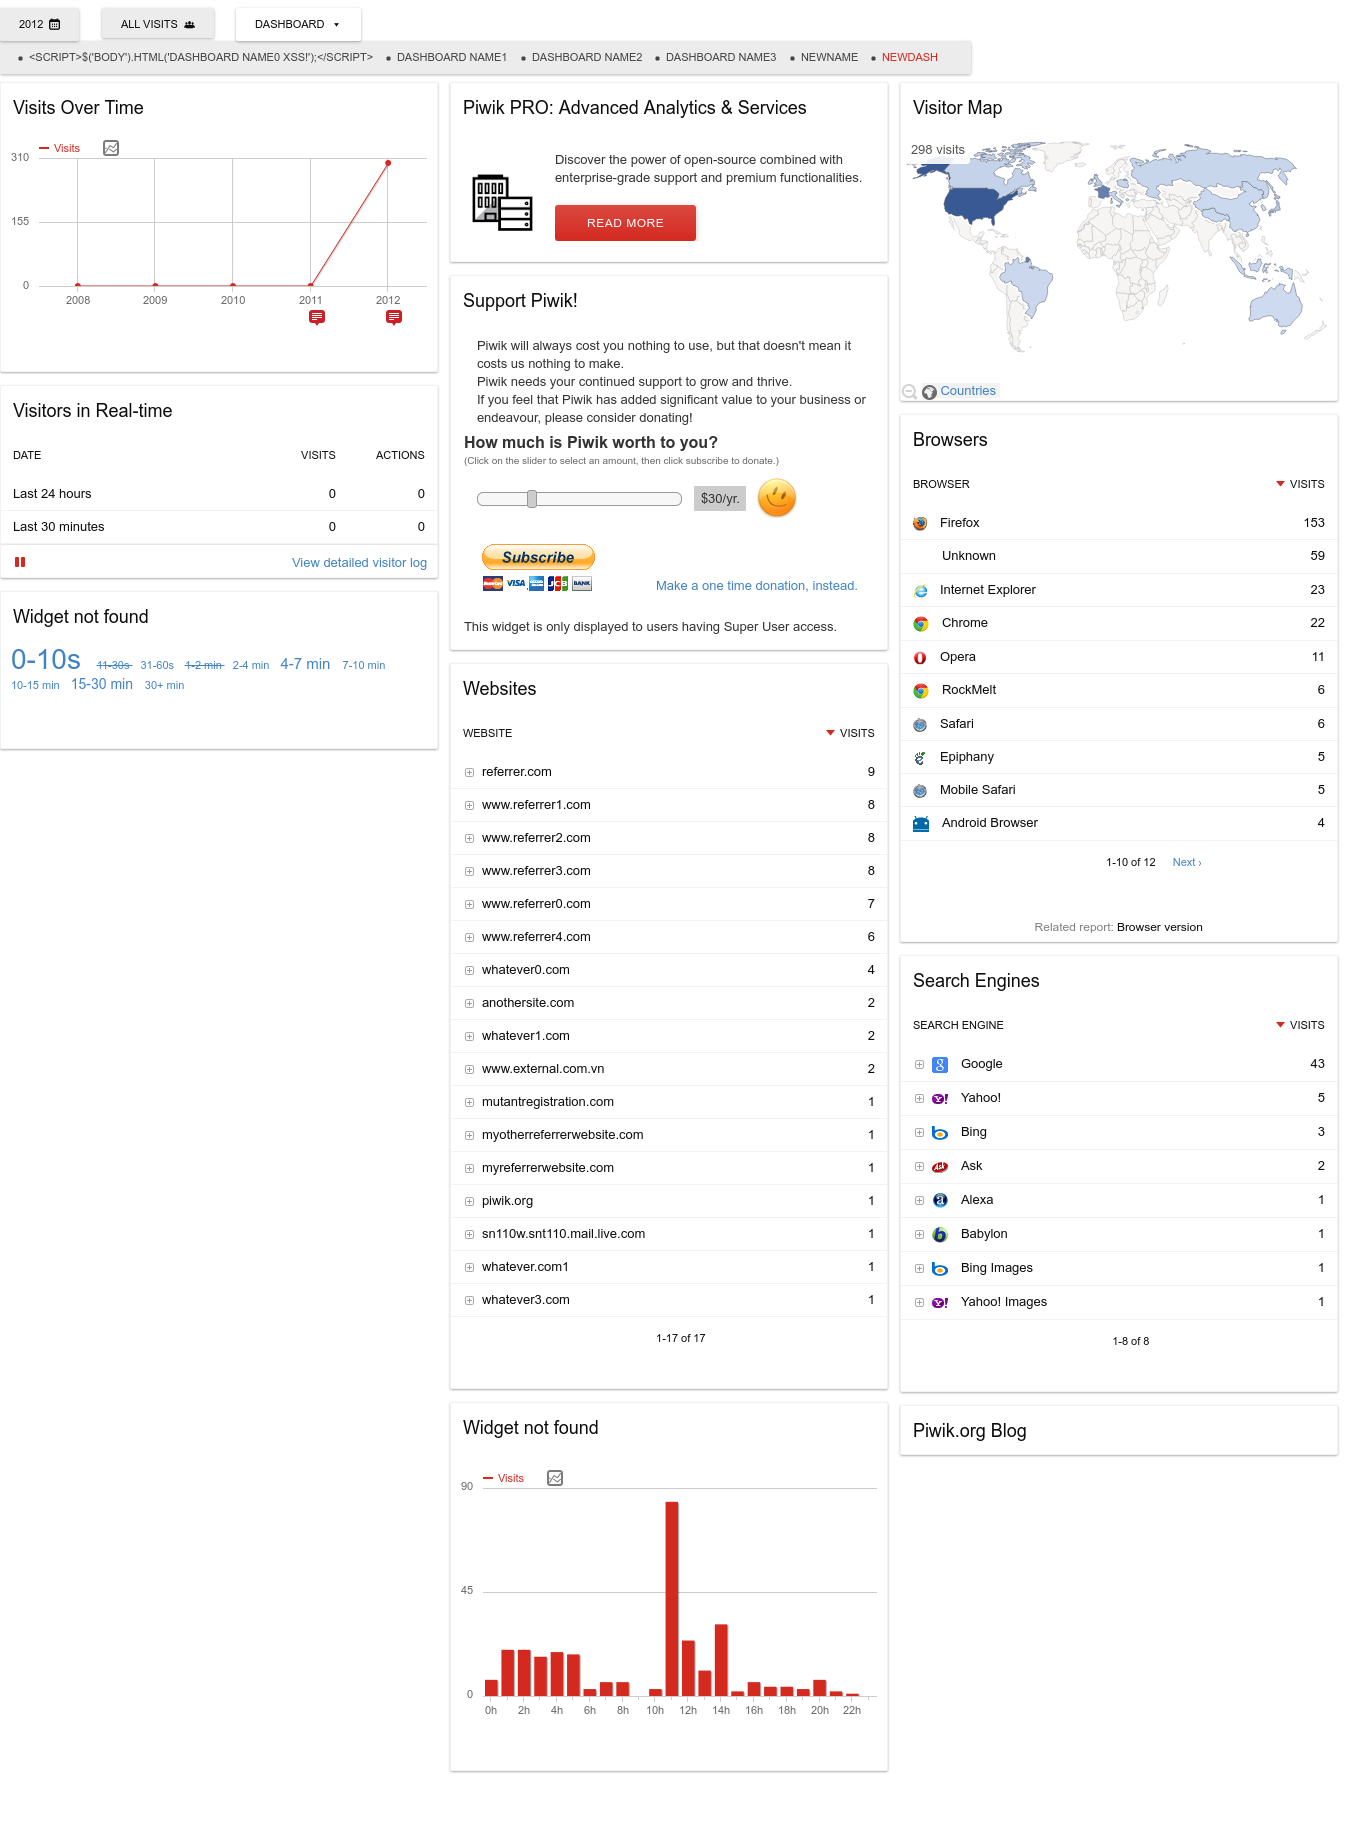 2012
ALL VISITS
DASHBOARD
<SCRIPT>$('BODY').HTML('DASHBOARD NAME0 XSS!');</SCRIPT>
DASHBOARD NAME1
DASHBOARD NAME2
DASHBOARD NAME3
NEWNAME
NEWDASH
Visits Over Time
Visits
310
155
0
2008 2009 2010 2011 2012
Visitors in Real-time
DATE VISITS ACTIONS
Last 24 hours 0 0
Last 30 minutes 0 0
View detailed visitor log
Widget not found
0-10s 11-30s 31-60s 1-2 min 2-4 min 4-7 min 7-10 min
10-15 min 15-30 min 30+ min
Piwik PRO: Advanced Analytics & Services
Discover the power of open-source combined with
enterprise-grade support and premium functionalities.
READ MORE
Support Piwik!
Piwik will always cost you nothing to use, but that doesn't mean it
costs us nothing to make.
Piwik needs your continued support to grow and thrive.
If you feel that Piwik has added significant value to your business or
endeavour, please consider donating!
How much is Piwik worth to you?
(Click on the slider to select an amount, then click subscribe to donate.)
$30/yr.
Subscribe
VISA JCB BANK
Make a one time donation, instead.
This widget is only displayed to users having Super User access.
Websites
WEBSITE VISITS
referrer.com 9
www.referrer1.com 8
www.referrer2.com 8
www.referrer3.com 8
www.referrer0.com 7
www.referrer4.com 6
whatever0.com 4
anothersite.com 2
whatever1.com 2
www.external.com.vn 2
mutantregistration.com 1
myotherreferrerwebsite.com 1
myreferrerwebsite.com 1
piwik.org 1
sn110w.snt110.mail.live.com 1
whatever.com1 1
whatever3.com 1
1-17 of 17
Widget not found
Visits
90
45
0
0h 2h 4h 6h 8h 10h 12h 14h 16h 18h 20h 22h
Visitor Map
298 visits
Countries
Browsers
BROWSER VISITS
Firefox 153
Unknown 59
Internet Explorer 23
Chrome 22
Opera 11
RockMelt 6
Safari 6
Epiphany 5
Mobile Safari 5
Android Browser 4
1-10 of 12 Next ›
Related report: Browser version
Search Engines
SEARCH ENGINE VISITS
Google 43
Yahoo! 5
Bing 3
Ask 2
Alexa 1
Babylon 1
Bing Images 1
Yahoo! Images 1
1-8 of 8
Piwik.org Blog